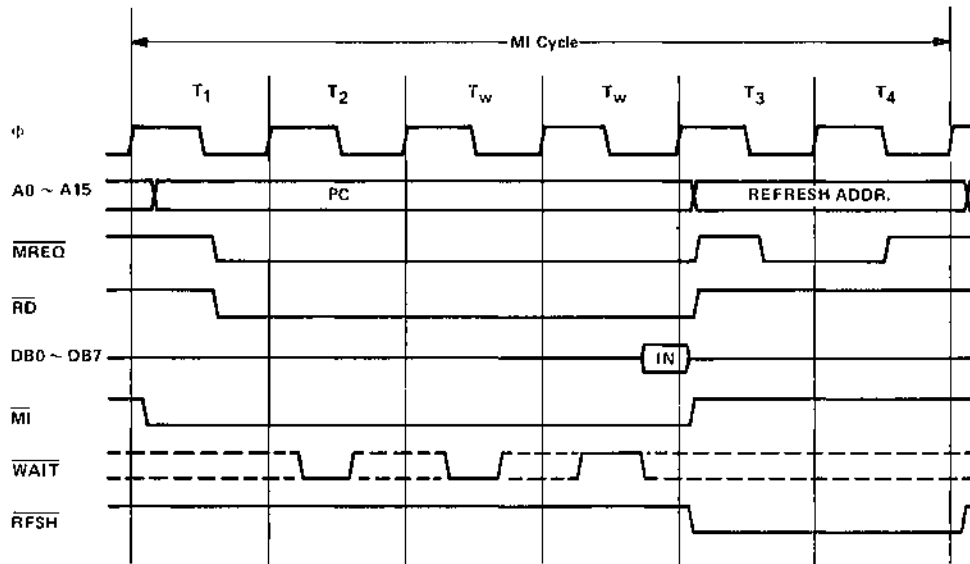 MI Cycle
T1 T2 Tw Tw T3 T4
Φ
A0 ~ A15 PC REFRESH ADDR.
MREQ
RD
DB0 ~ DB7 IN
MI
WAIT
RFSH